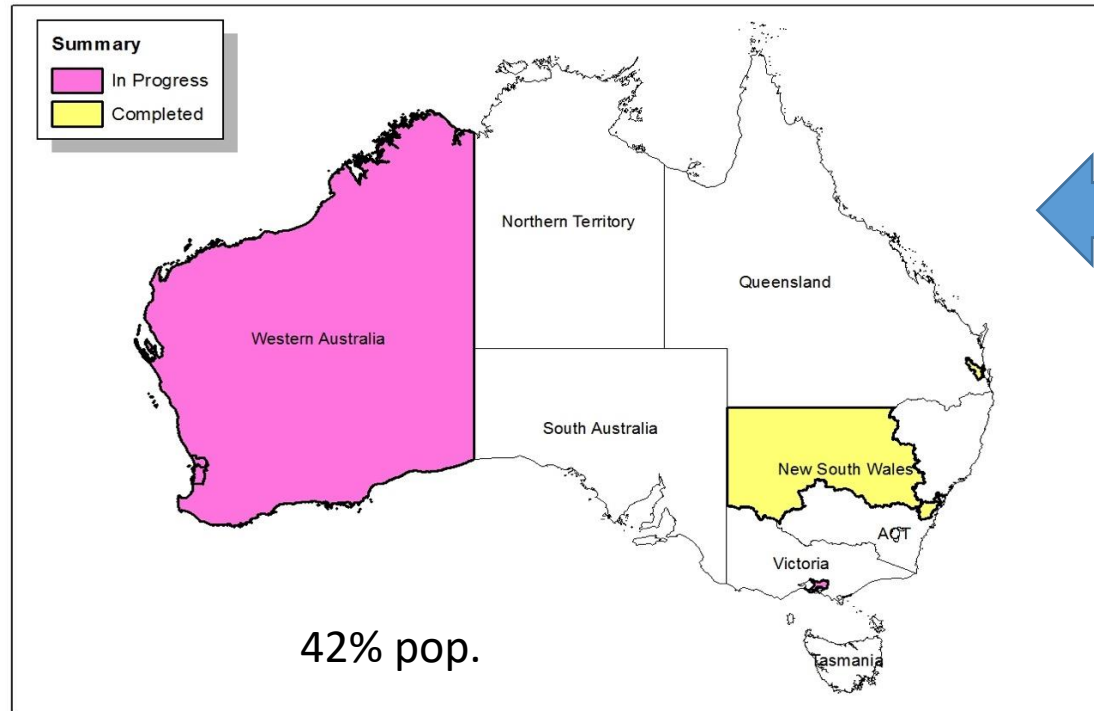 Summary
In Progress
Completed
Northern Territory
Queensland
Western Australia
South Australia
New South Wales
ACT
Victoria
42% pop.
Tasmania